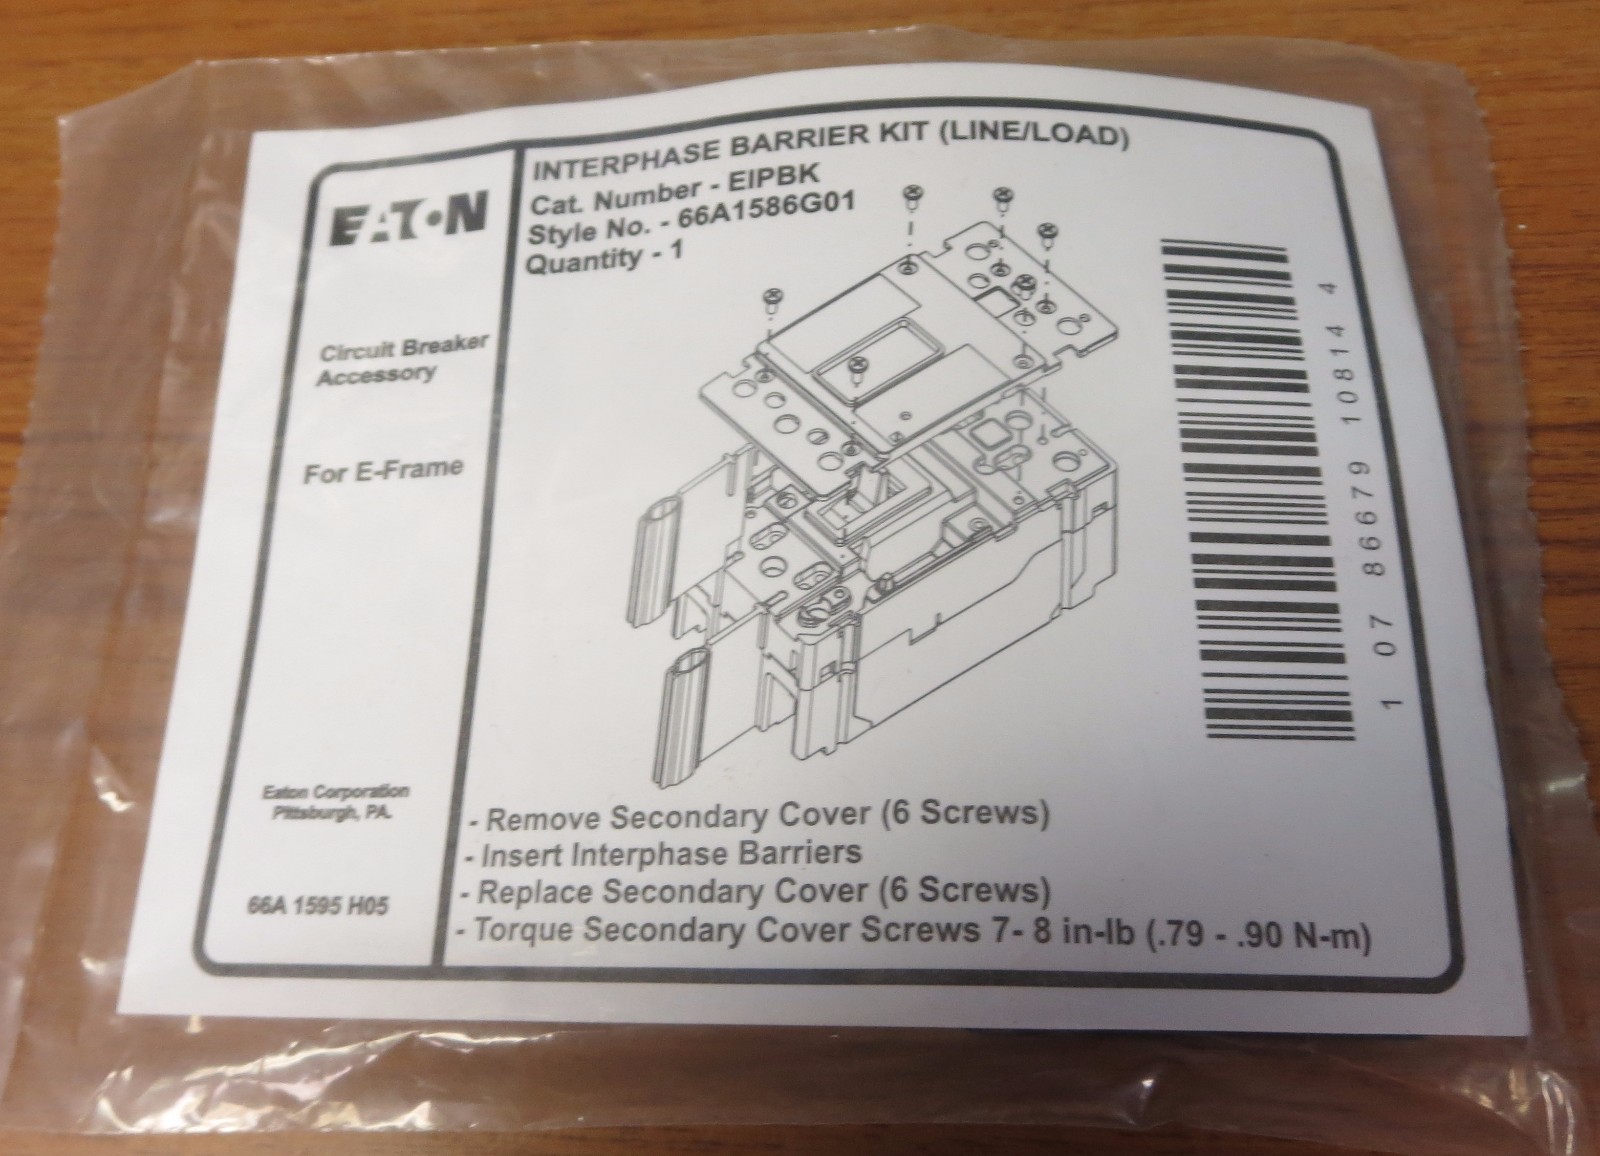 EATON
Circuit Breaker
Accessory
For E-Frame
Eaton Corporation
Pittsburgh, PA.
66A 1595 H05
INTERPHASE BARRIER KIT (LINE/LOAD)
Cat. Number - EIPBK
Style No. - 66A1586G01
Quantity - 1
1 07 86679 10814 4
- Remove Secondary Cover (6 Screws)
- Insert Interphase Barriers
- Replace Secondary Cover (6 Screws)
- Torque Secondary Cover Screws 7- 8 in-lb (.79 - .90 N-m)